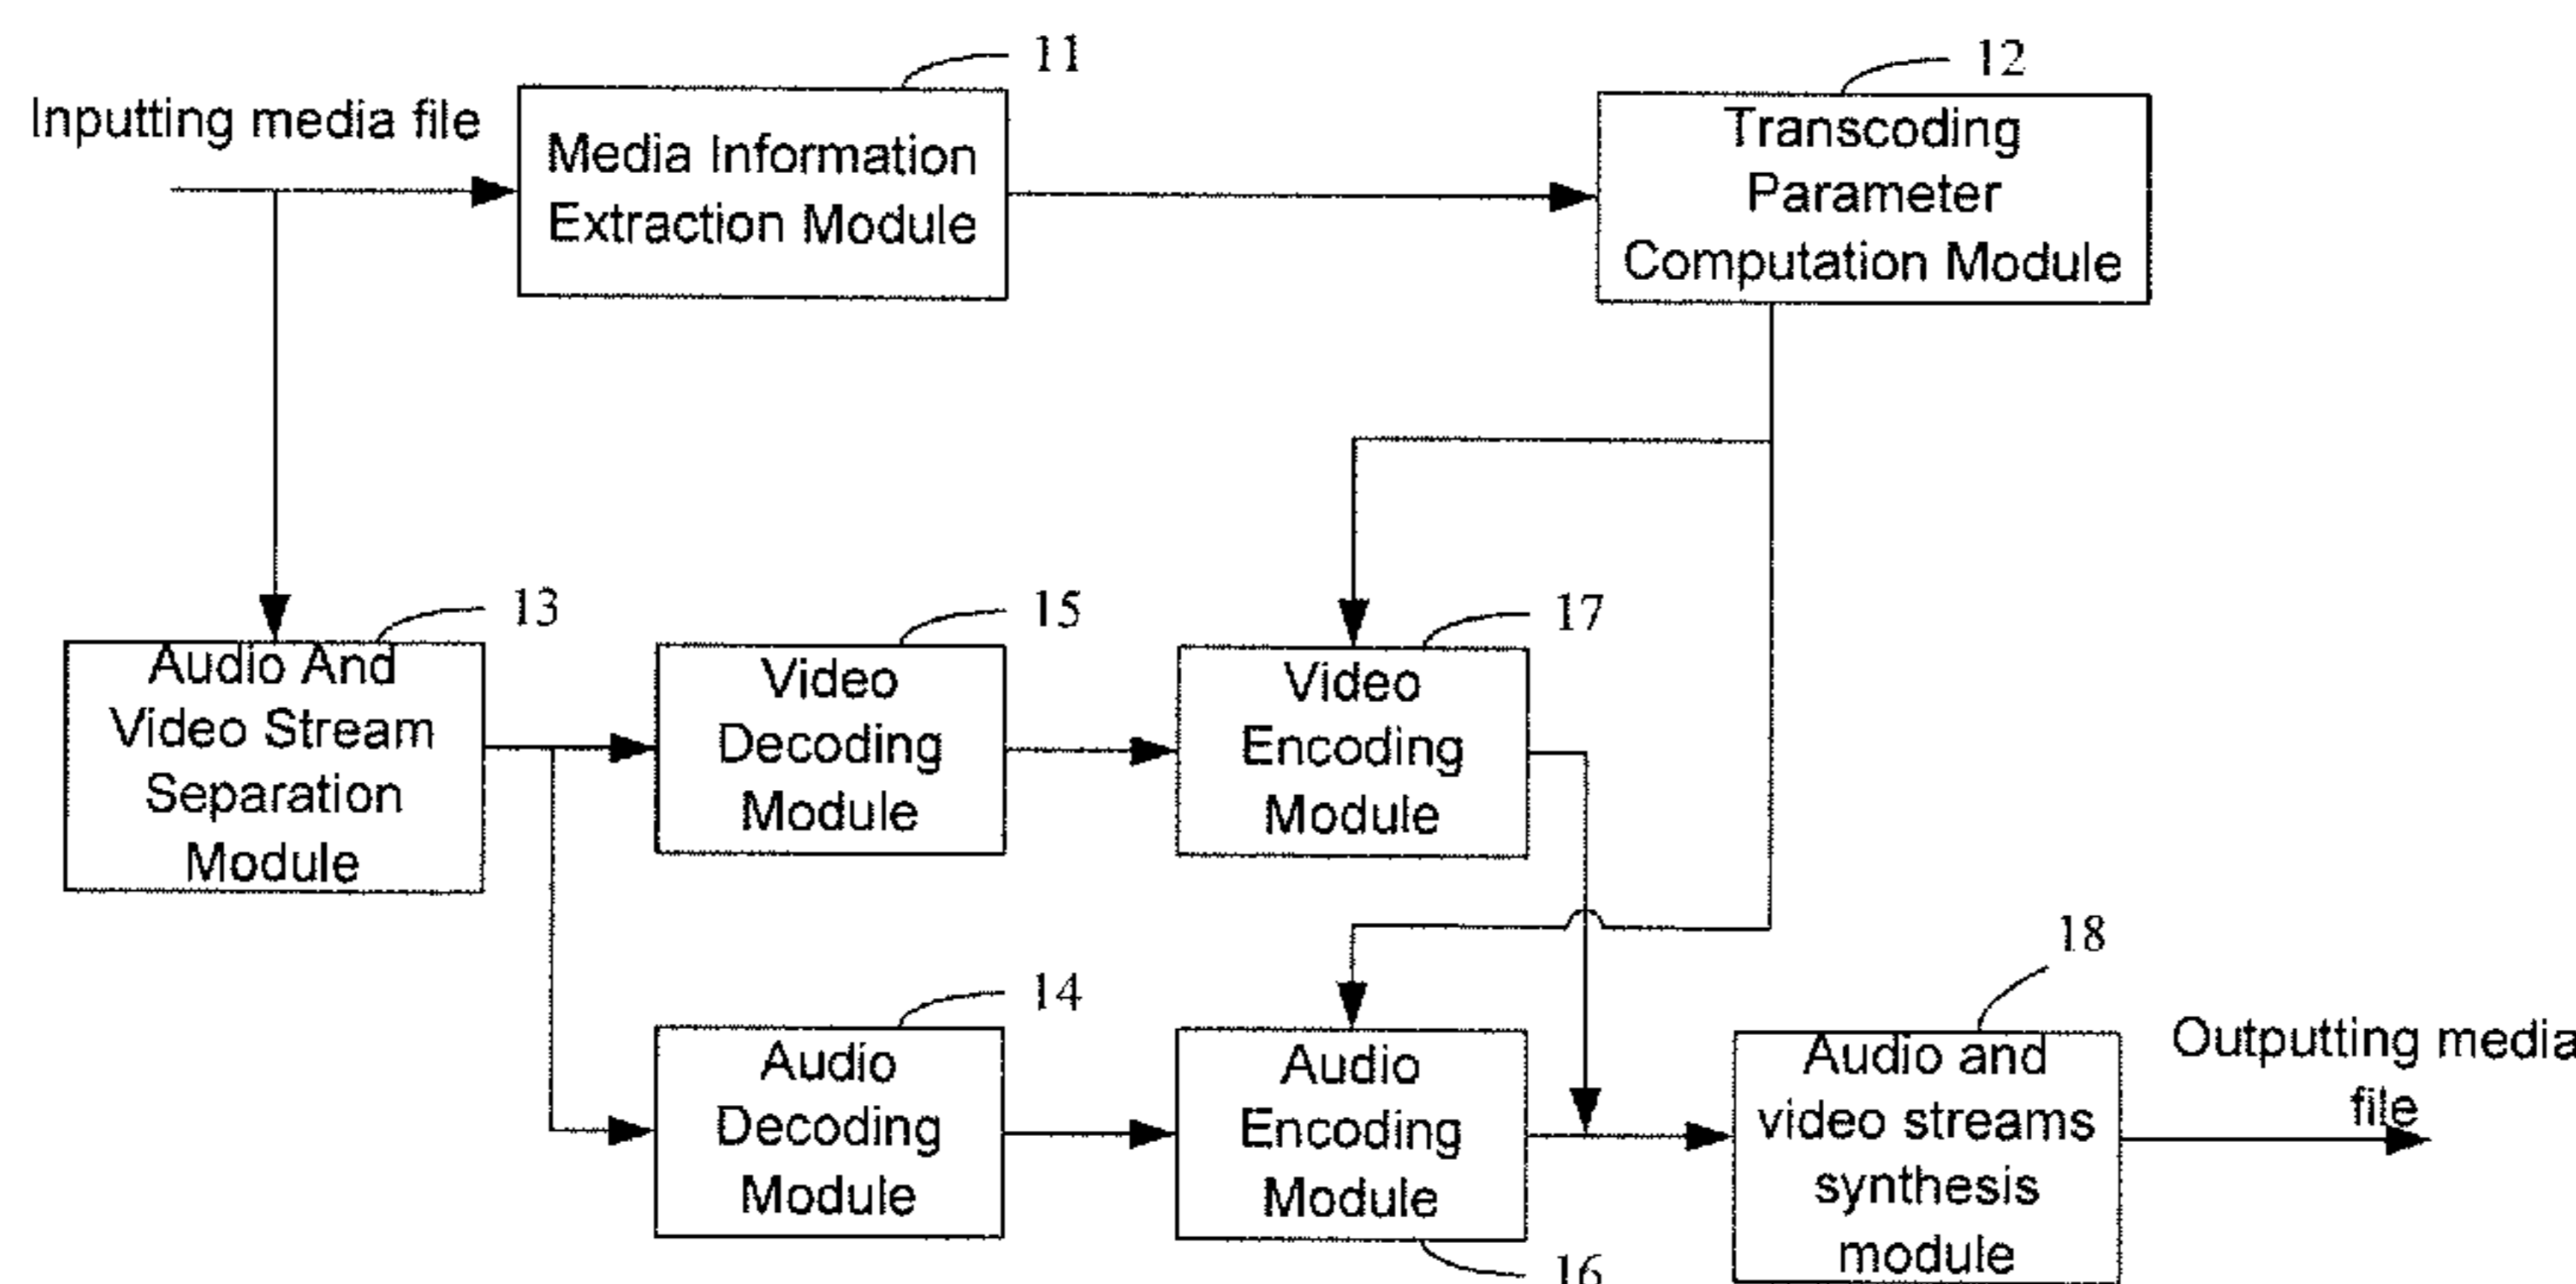 11
12
Inputting media file
Media Information
Extraction Module
Transcoding
Parameter
Computation Module
13
15
17
Audio And
Video Stream
Separation
Module
Video
Decoding
Module
Video
Encoding
Module
14
18
Audio
Decoding
Module
Audio
Encoding
Module
Audio and
video streams
synthesis
module
Outputting media
file
16